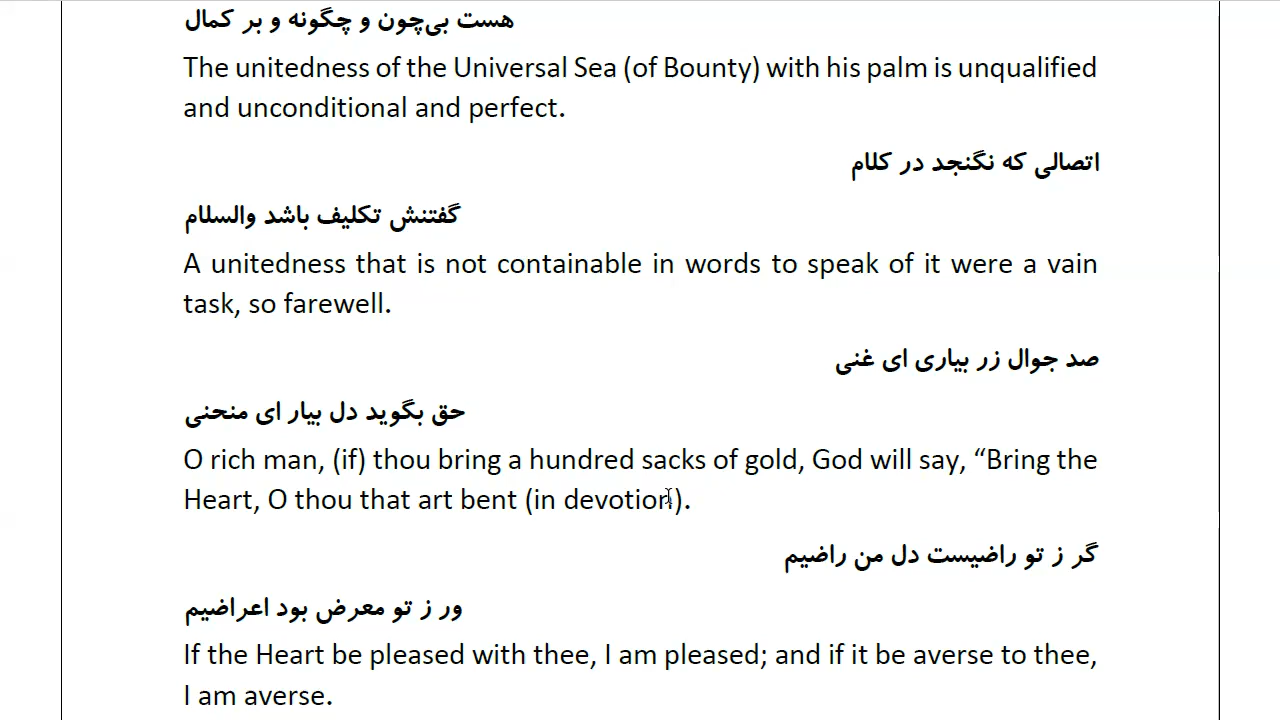 هست بی‌چون و چگونه و بر کمال
The unitedness of the Universal Sea (of Bounty) with his palm is unqualified
and unconditional and perfect.
اتصالی که نگنجد در کلام
گفتنش تکلیف باشد والسلام
A unitedness that is not containable in words to speak of it were a vain
task, so farewell.
صد جوال زر بیاری ای غنی
حق بگوید دل بیار ای منحنی
O rich man, (if) thou bring a hundred sacks of gold, God will say, “Bring the
Heart, O thou that art bent (in devotion).
گر ز تو راضیست دل من راضیم
ور ز تو معرض بود اعراضیم
If the Heart be pleased with thee, I am pleased; and if it be averse to thee,
I am averse.